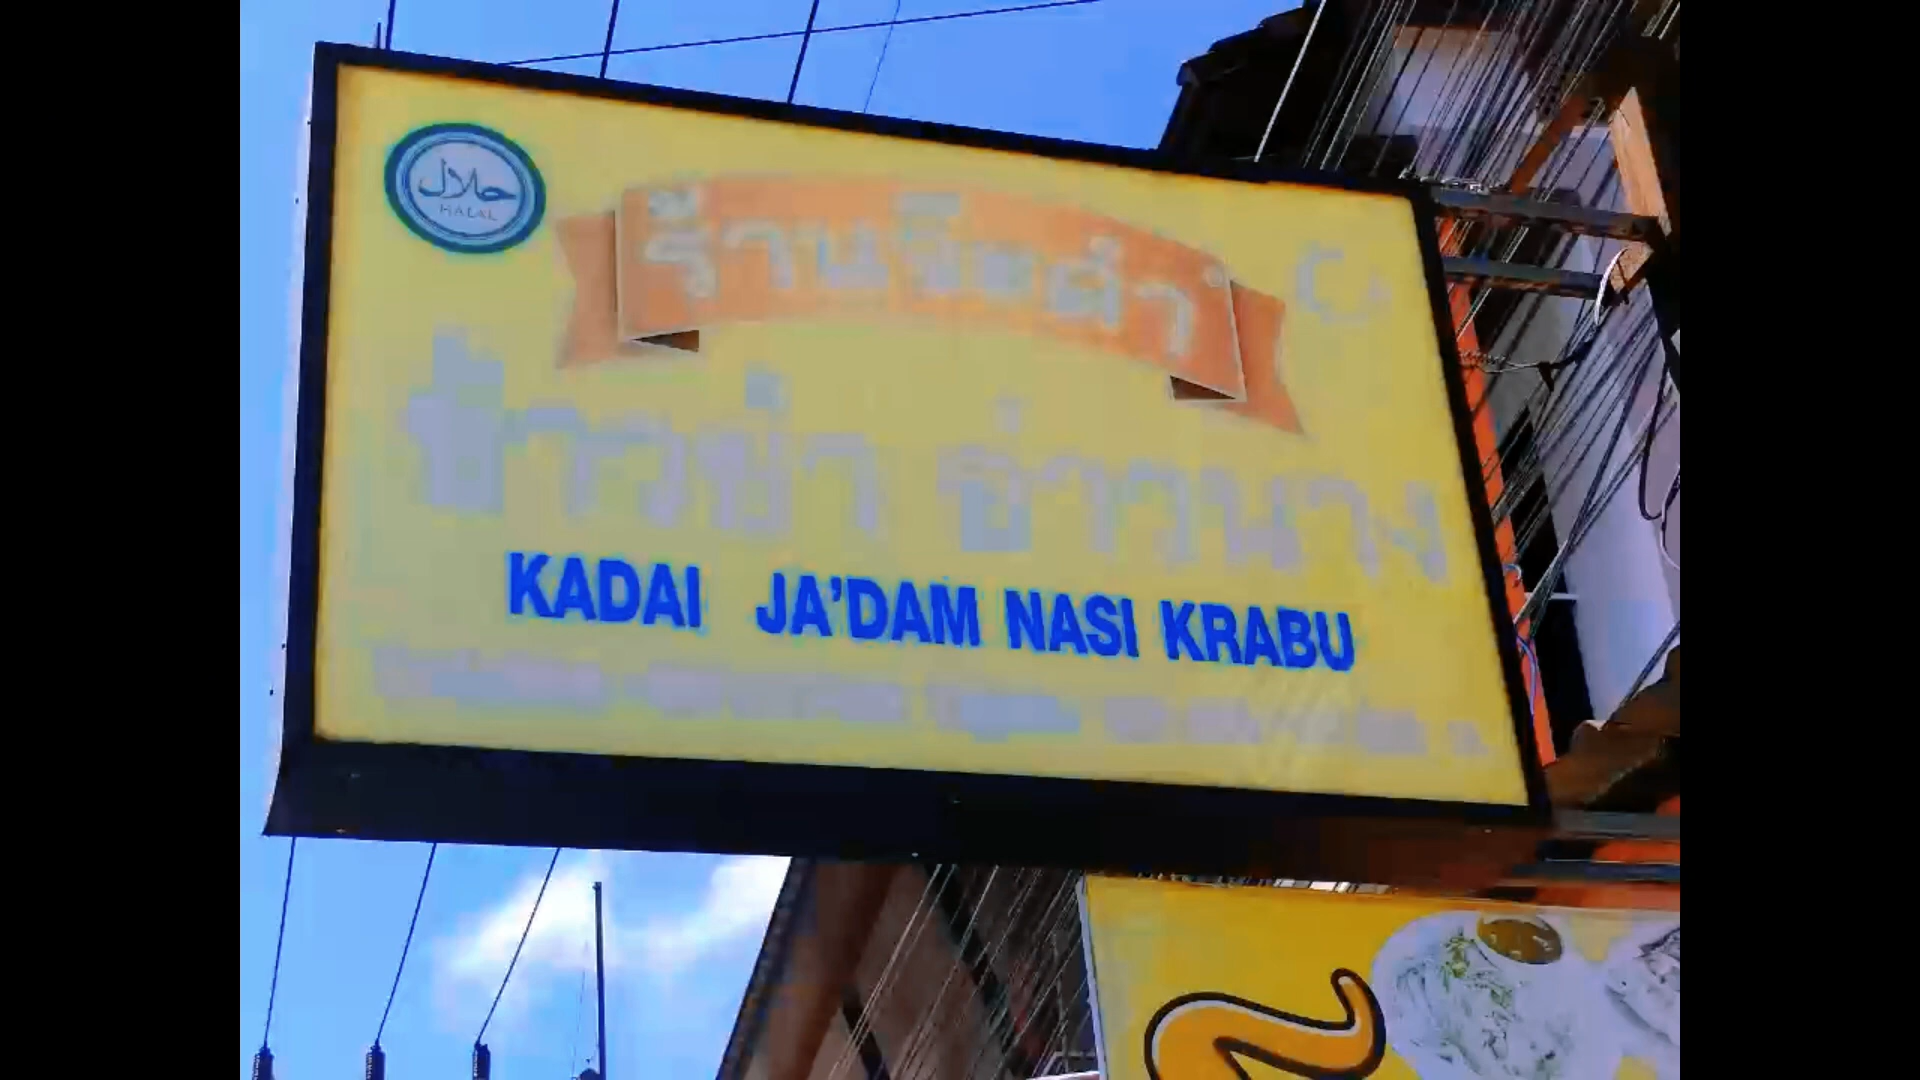 حلال
HALAL
ร้านจ๊ะดำ
ข้าวยำ อ่าวนาง
KADAI JA'DAM NASI KRABU